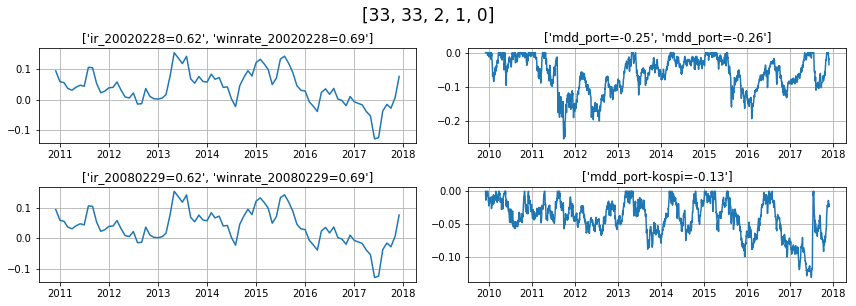 [33, 33, 2, 1, 0]
['ir_20020228=0.62', 'winrate_20020228=0.69']
0.1
0.0
−0.1
2011 2012 2013 2014 2015 2016 2017 2018
['mdd_port=-0.25', 'mdd_port=-0.26']
0.0
−0.1
−0.2
2010 2011 2012 2013 2014 2015 2016 2017 2018
['ir_20080229=0.62', 'winrate_20080229=0.69']
0.1
0.0
−0.1
2011 2012 2013 2014 2015 2016 2017 2018
['mdd_port-kospi=-0.13']
0.00
−0.05
−0.10
2010 2011 2012 2013 2014 2015 2016 2017 2018